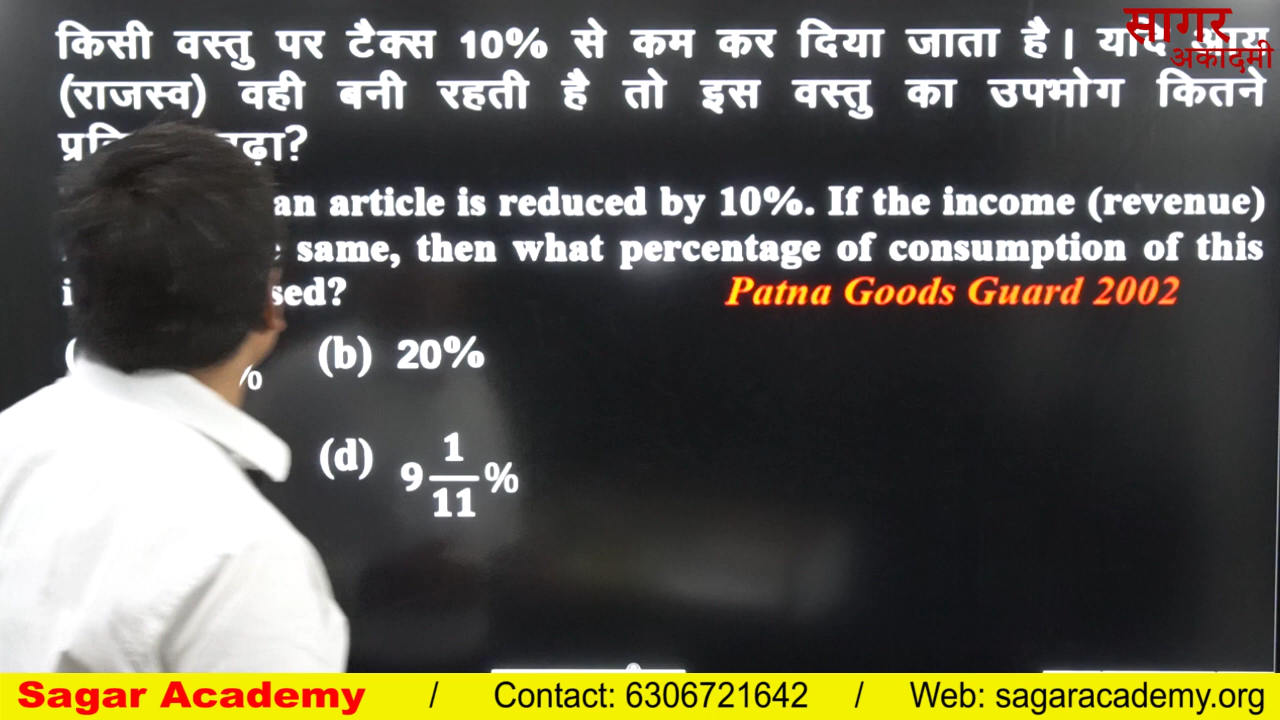 सागर
अकादमी
किसी वस्तु पर टैक्स 10% से कम कर दिया जाता है। यदि आय
(राजस्व) वही बनी रहती है तो इस वस्तु का उपभोग कितने
an article is reduced by 10%. If the income (revenue)
same, then what percentage of consumption of this
Patna Goods Guard 2002
% (b) 20%
(d) 9 1/11 %
Sagar Academy / Contact: 6306721642 / Web: sagaracademy.org